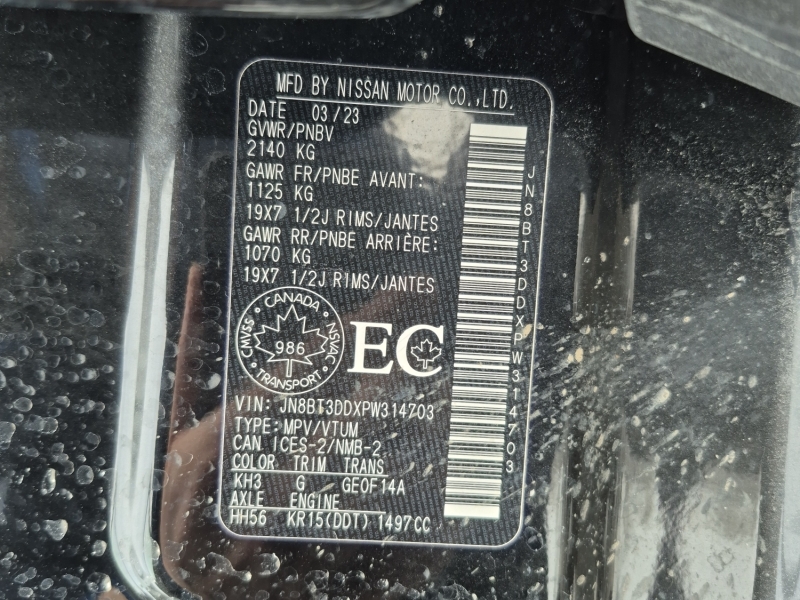 MFD BY NISSAN MOTOR CO.,LTD.
DATE 03/23
GVWR/PNBV
2140 KG
GAWR FR/PNBE AVANT:
1125 KG
19X7 1/2J RIMS/JANTES
GAWR RR/PNBE ARRIÈRE:
1070 KG
19X7 1/2J RIMS/JANTES
CANADA
CMVSS
NSVAC
986
TRANSPORT
EC
VIN: JN8BT3DDXPW314703
TYPE: MPV/VTUM
CAN ICES-2/NMB-2
COLOR TRIM TRANS
KH3 G GE0F14A
AXLE ENGINE
HH56 KR15(DDT) 1497CC
JN8BT3DDXPW314703